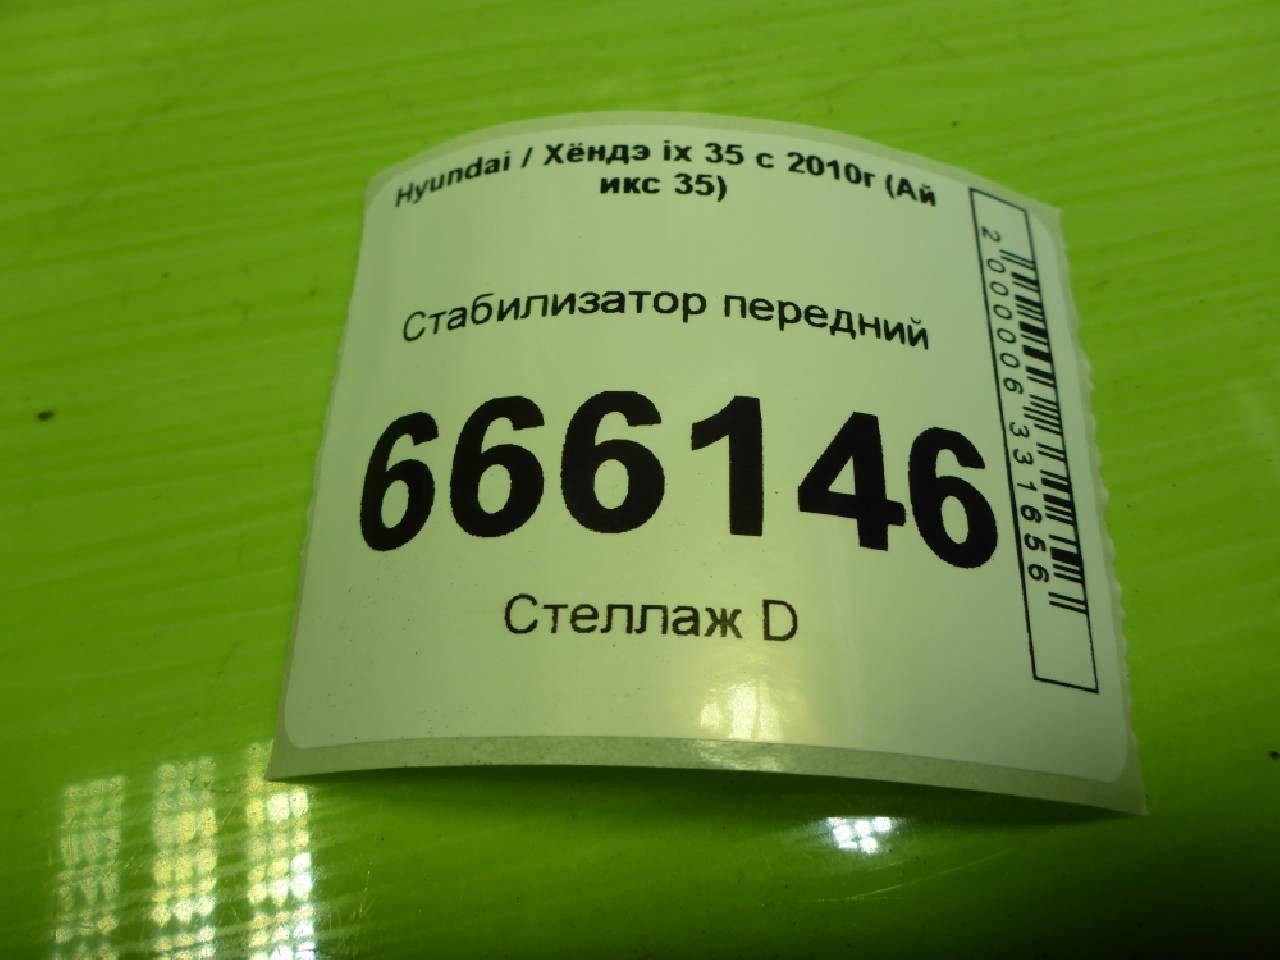 Hyundai / Хёндэ ix 35 с 2010г (Ай
икс 35)
Стабилизатор передний
666146
Стеллаж D
2000006331656